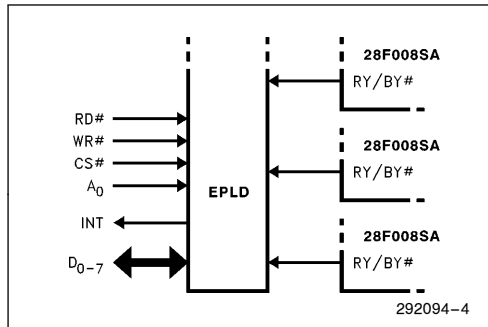 28F008SA
RY/BY#
RD#
WR#
CS#
A0
INT
D0-7
EPLD
28F008SA
RY/BY#
28F008SA
RY/BY#
292094-4